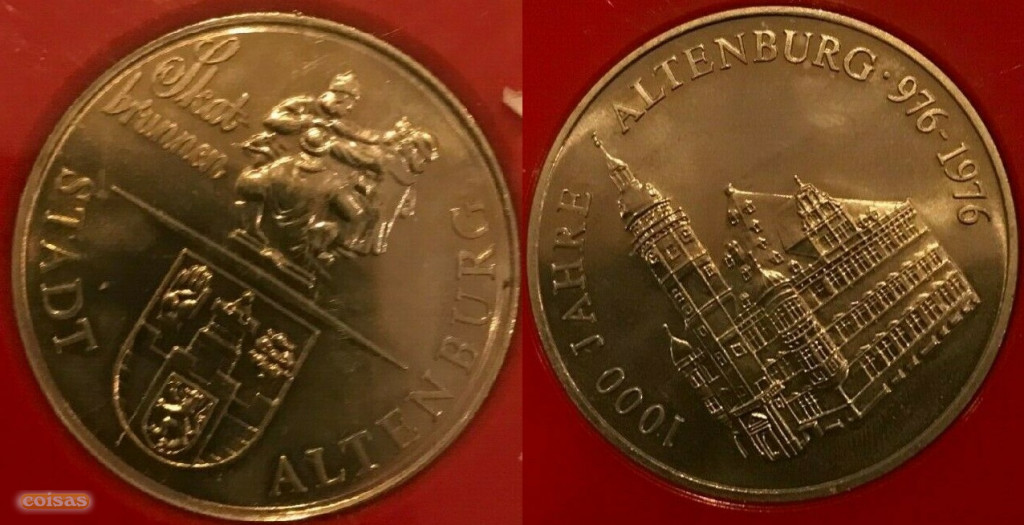 Skat-
brunnen
STADT ALTENBURG
coisas
1000 JAHRE ALTENBURG · 976-1976